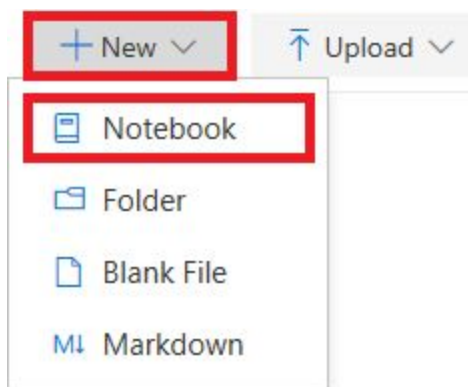 New Upload
Notebook
Folder
Blank File
M↓ Markdown